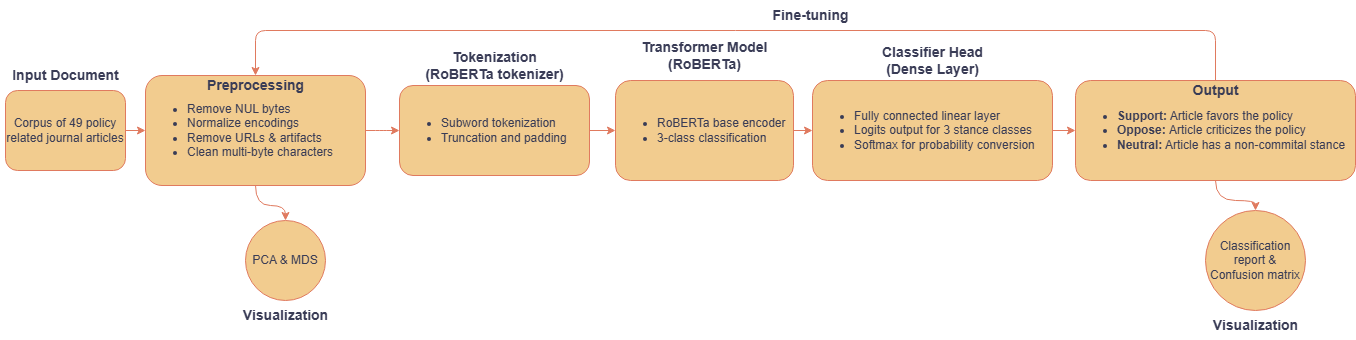 Fine-tuning
Input Document
Corpus of 49 policy
related journal articles
Preprocessing
Remove NUL bytes
Normalize encodings
Remove URLs & artifacts
Clean multi-byte characters
Tokenization
(RoBERTa tokenizer)
Subword tokenization
Truncation and padding
Transformer Model
(RoBERTa)
RoBERTa base encoder
3-class classification
Classifier Head
(Dense Layer)
Fully connected linear layer
Logits output for 3 stance classes
Softmax for probability conversion
Output
Support: Article favors the policy
Oppose: Article criticizes the policy
Neutral: Article has a non-commital stance
PCA & MDS
Visualization
Classification
report &
Confusion matrix
Visualization